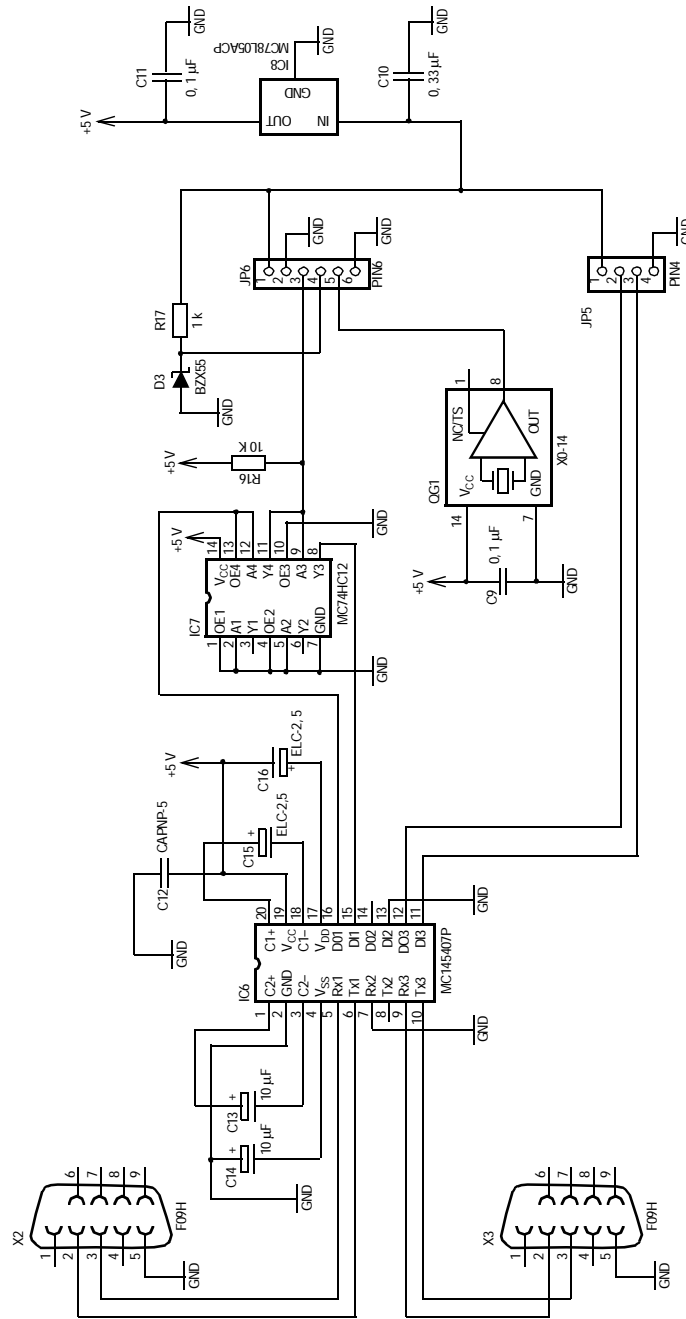 X2
1
2
3
4
5
6
7
8
9
F09H
GND
X3
1
2
3
4
5
6
7
8
9
F09H
GND
GND
C14
+
10 µF
C13
+
10 µF
GND
C12
CAPNP-5
+5 V
C15
+
ELC-2,5
C16
+
ELC-2, 5
IC6
1 C2+
2 GND
3 C2–
4 VSS
5 Rx1
6 Tx1
7 Rx2
8 Tx2
9 Rx3
10 Tx3
C1+ 20
VCC 19
C1– 18
VDD 17
DO1 16
DI1 15
DO2 14
DI2 13
DO3 12
DI3 11
MC145407P
GND
GND
IC7
1 OE1
2 A1
3 Y1
4 OE2
5 A2
6 Y2
7 GND
VCC 14
OE4 13
A4 12
Y4 11
OE3 10
A3 9
Y3 8
MC74HC12
+5 V
GND
GND
+5 V
R16
10 K
D3
BZX55
GND
R17
1 k
JP6
1
2
3
4
5
6
PIN6
GND
GND
+5 V
C9
0, 1 µF
GND
QG1
14
VCC
7
GND
NC/TS
1
OUT
8
X0-14
JP5
1
2
3
4
PIN4
GND
+5 V
C11
0, 1 µF
GND
IC8
MC78L05ACP
OUT
GND
IN
GND
C10
0, 33 µF
GND